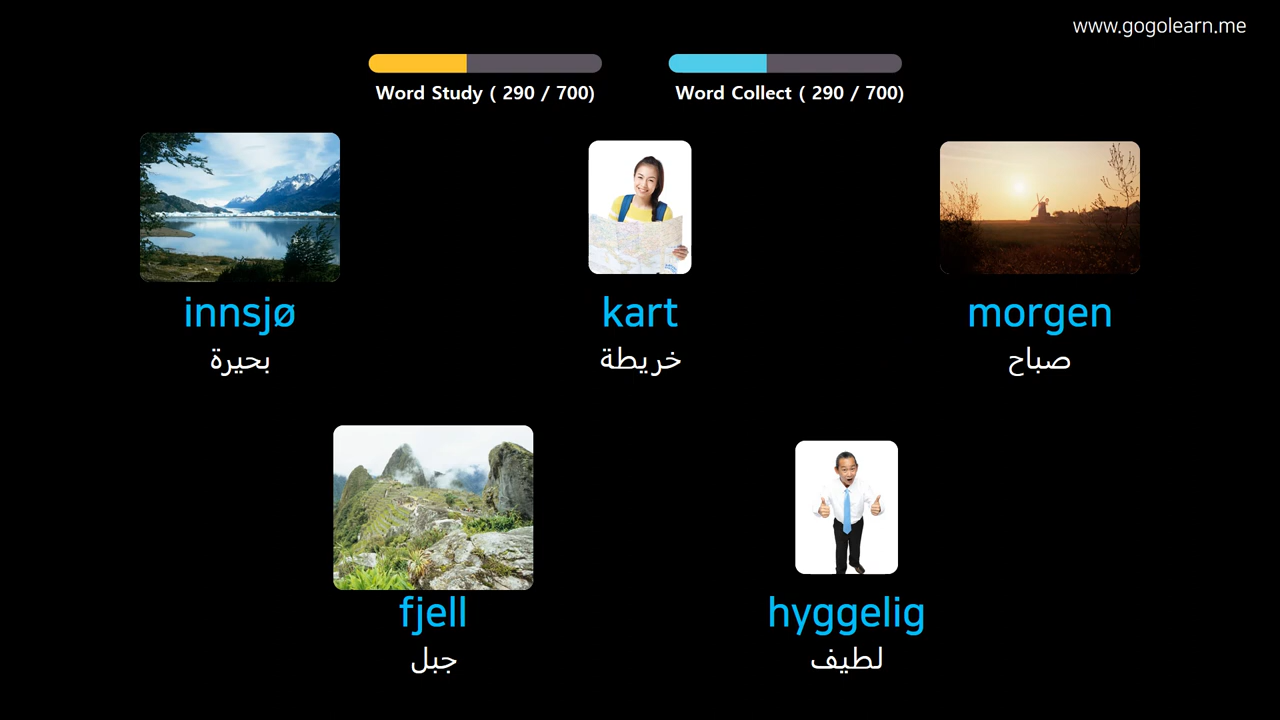 www.gogolearn.me
Word Study ( 290 / 700)
Word Collect ( 290 / 700)
innsjø
بحيرة
kart
خريطة
morgen
صباح
fjell
جبل
hyggelig
لطيف